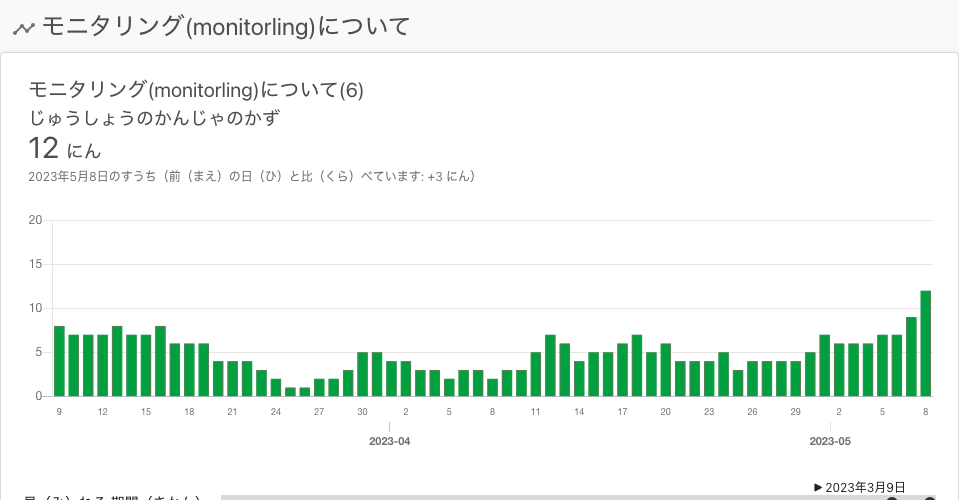 モニタリング(monitorling)について
モニタリング(monitorling)について(6)
じゅうしょうのかんじゃのかず
12 にん
2023年5月8日のすうち（前（まえ）の日（ひ）と比（くら）べています: +3 にん）
20
15
10
5
0
9 12 15 18 21 24 27 30 2 5 8 11 14 17 20 23 26 29 2 5 8
2023-04 2023-05
▶ 2023年3月9日